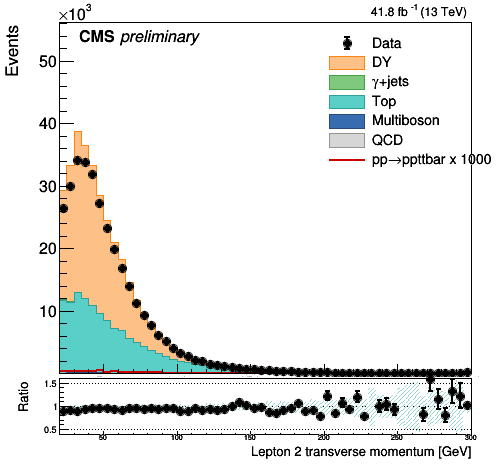 ×10³
41.8 fb⁻¹ (13 TeV)
Events
CMS preliminary
Data
DY
γ+jets
Top
Multiboson
QCD
pp→ppttbar x 1000
50
40
30
20
10
Ratio
1.5
1
0.5
50 100 150 200 250 300
Lepton 2 transverse momentum [GeV]